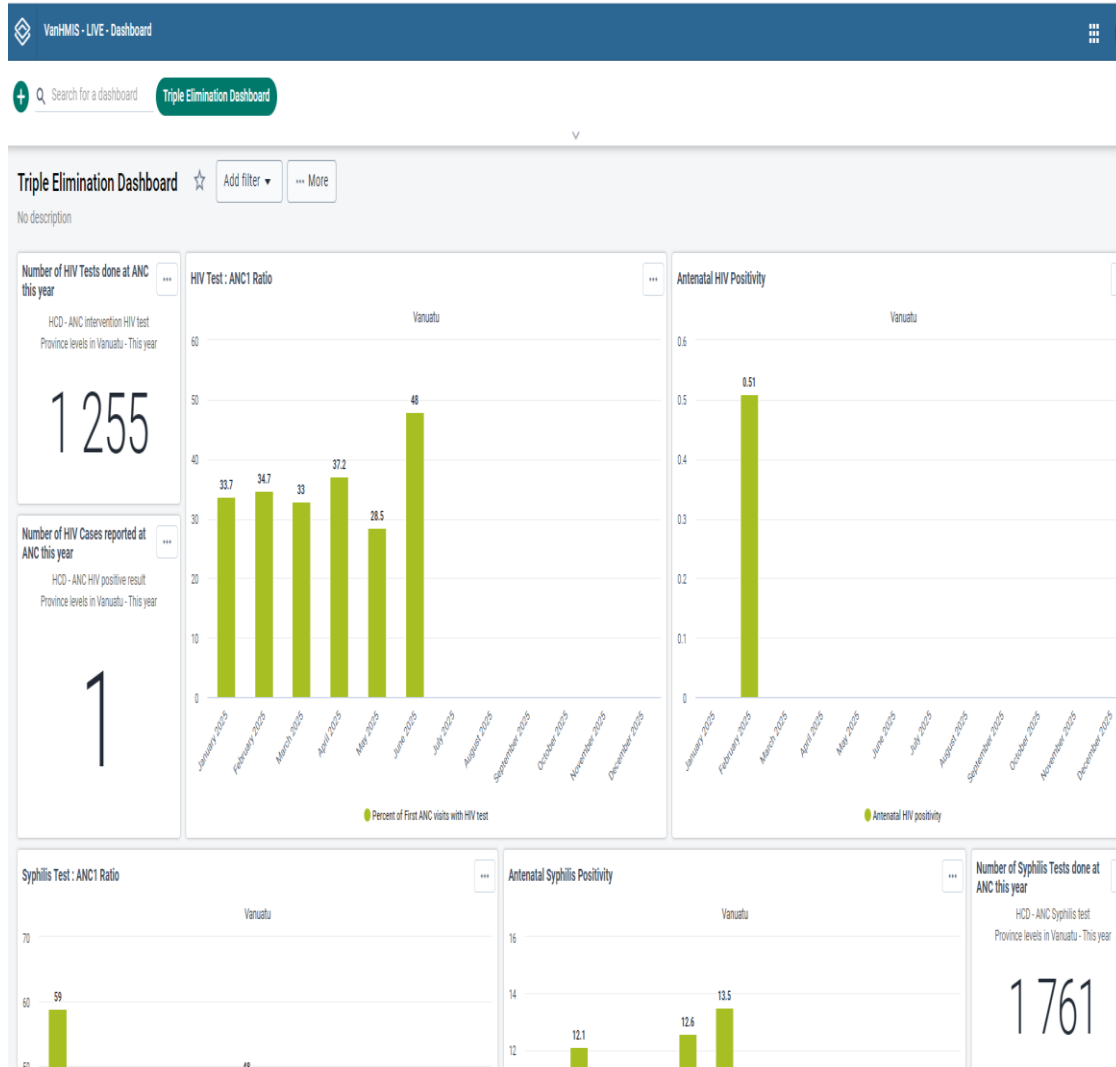 VanHMIS - LIVE - Dashboard
Search for a dashboard
Triple Elimination Dashboard
Triple Elimination Dashboard
Add filter
More
No description
Number of HIV Tests done at ANC
this year
HCD - ANC intervention HIV test
Province levels in Vanuatu - This year
1 255
Number of HIV Cases reported at
ANC this year
HCD - ANC HIV positive result
Province levels in Vanuatu - This year
1
HIV Test : ANC1 Ratio
Vanuatu
60
50
40
30
20
10
0
33.7
34.7
33
37.2
28.5
48
January 2025
February 2025
March 2025
April 2025
May 2025
June 2025
July 2025
August 2025
September 2025
October 2025
November 2025
December 2025
Percent of First ANC visits with HIV test
Antenatal HIV Positivity
Vanuatu
0.6
0.5
0.4
0.3
0.2
0.1
0
0.51
January 2025
February 2025
March 2025
April 2025
May 2025
June 2025
July 2025
August 2025
September 2025
October 2025
November 2025
December 2025
Antenatal HIV positivity
Syphilis Test : ANC1 Ratio
Vanuatu
70
60
59
Antenatal Syphilis Positivity
Vanuatu
16
14
12
12.1
12.6
13.5
Number of Syphilis Tests done at
ANC this year
HCD - ANC Syphilis test
Province levels in Vanuatu - This year
1 761